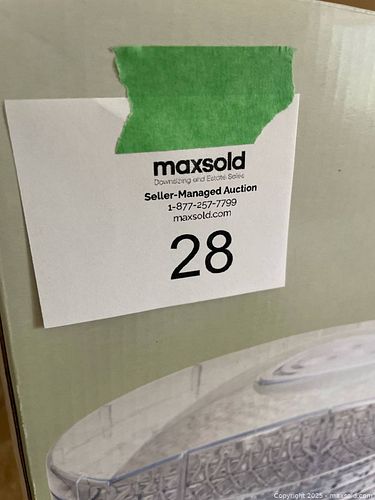 maxsold
Downsizing and Estate Sales
Seller-Managed Auction
1-877-257-7799
maxsold.com
28
Copyright 2025 - maxsold.com